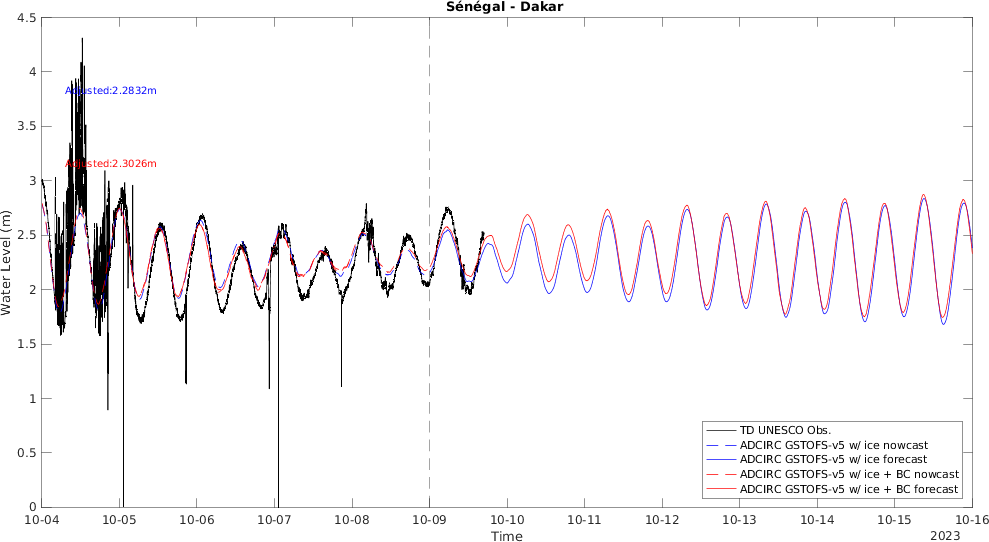 Sénégal - Dakar
4.5
4
3.5
3
2.5
2
1.5
1
0.5
0
Water Level (m)
Adjusted:2.2832m
Adjusted:2.3026m
TD UNESCO Obs.
ADCIRC GSTOFS-v5 w/ ice nowcast
ADCIRC GSTOFS-v5 w/ ice forecast
ADCIRC GSTOFS-v5 w/ ice + BC nowcast
ADCIRC GSTOFS-v5 w/ ice + BC forecast
10-04 10-05 10-06 10-07 10-08 10-09 10-10 10-11 10-12 10-13 10-14 10-15 10-16
Time
2023